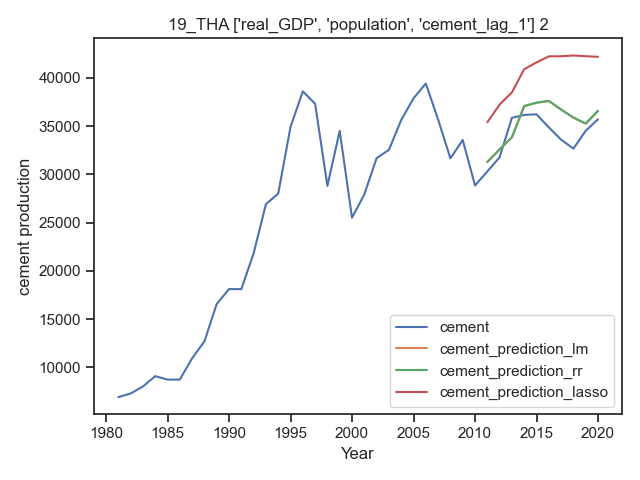 19_THA ['real_GDP', 'population', 'cement_lag_1'] 2
40000
35000
30000
25000
20000
15000
10000
cement production
1980 1985 1990 1995 2000 2005 2010 2015 2020
Year
cement
cement_prediction_lm
cement_prediction_rr
cement_prediction_lasso